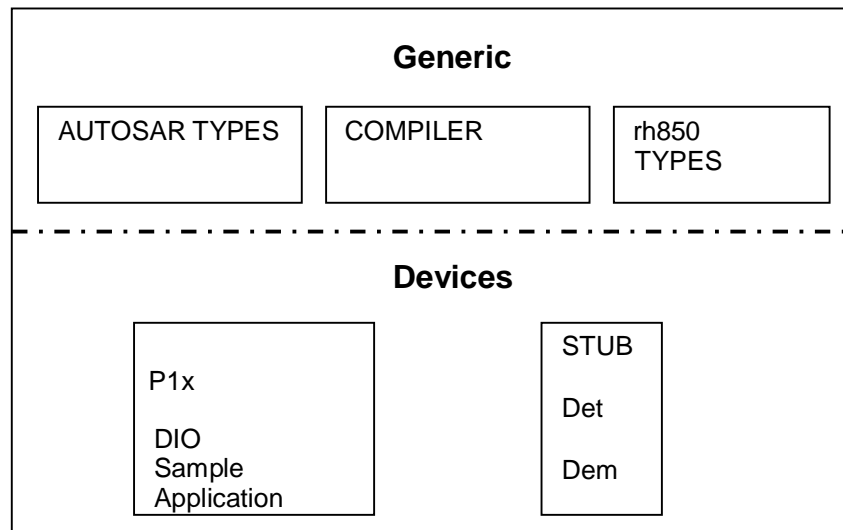 Generic
AUTOSAR TYPES
COMPILER
rh850
TYPES
Devices
P1x
DIO
Sample
Application
STUB
Det
Dem